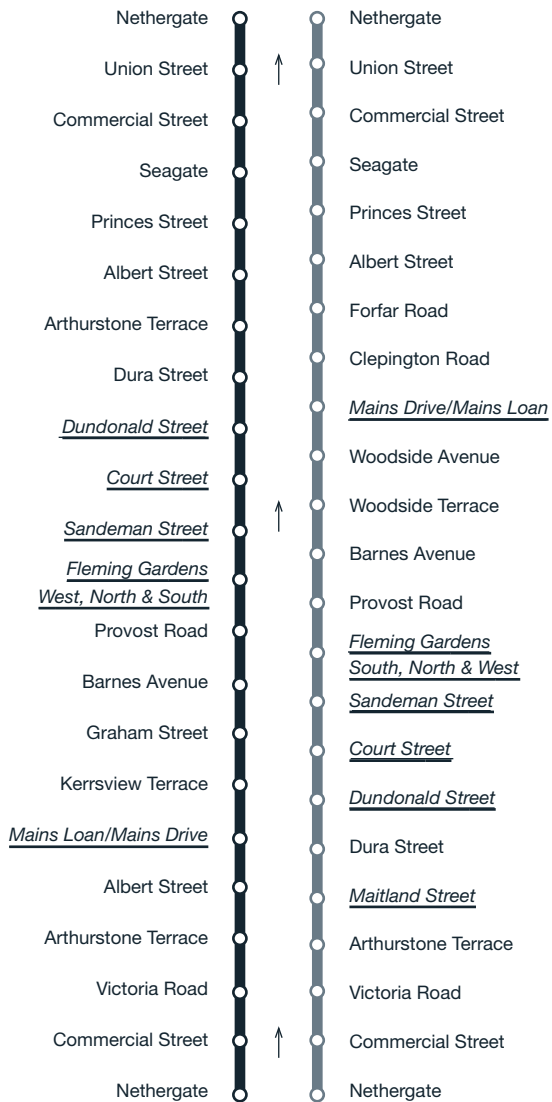 Nethergate
Union Street
Commercial Street
Seagate
Princes Street
Albert Street
Arthurstone Terrace
Dura Street
Dundonald Street
Court Street
Sandeman Street
Fleming Gardens
West, North & South
Provost Road
Barnes Avenue
Graham Street
Kerrsview Terrace
Mains Loan/Mains Drive
Albert Street
Arthurstone Terrace
Victoria Road
Commercial Street
Nethergate
Nethergate
Union Street
Commercial Street
Seagate
Princes Street
Albert Street
Forfar Road
Clepington Road
Mains Drive/Mains Loan
Woodside Avenue
Woodside Terrace
Barnes Avenue
Provost Road
Fleming Gardens
South, North & West
Sandeman Street
Court Street
Dundonald Street
Dura Street
Maitland Street
Arthurstone Terrace
Victoria Road
Commercial Street
Nethergate